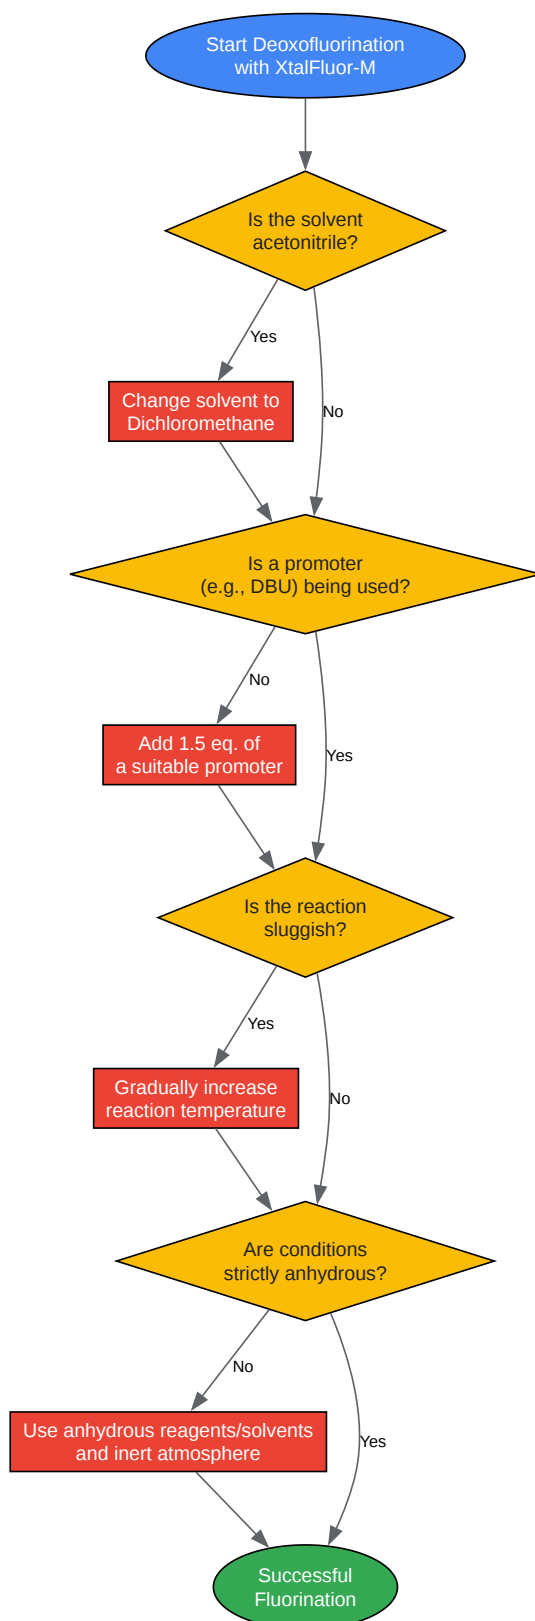 Start Deoxofluorination
with XtalFluor-M
Is the solvent
acetonitrile?
Yes
Change solvent to
Dichloromethane
No
Is a promoter
(e.g., DBU) being used?
No
Add 1.5 eq. of
a suitable promoter
Yes
Is the reaction
sluggish?
Yes
Gradually increase
reaction temperature
No
Are conditions
strictly anhydrous?
No
Use anhydrous reagents/solvents
and inert atmosphere
Yes
Successful
Fluorination